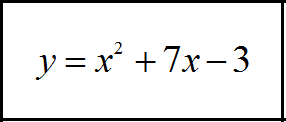 y = x² + 7x − 3